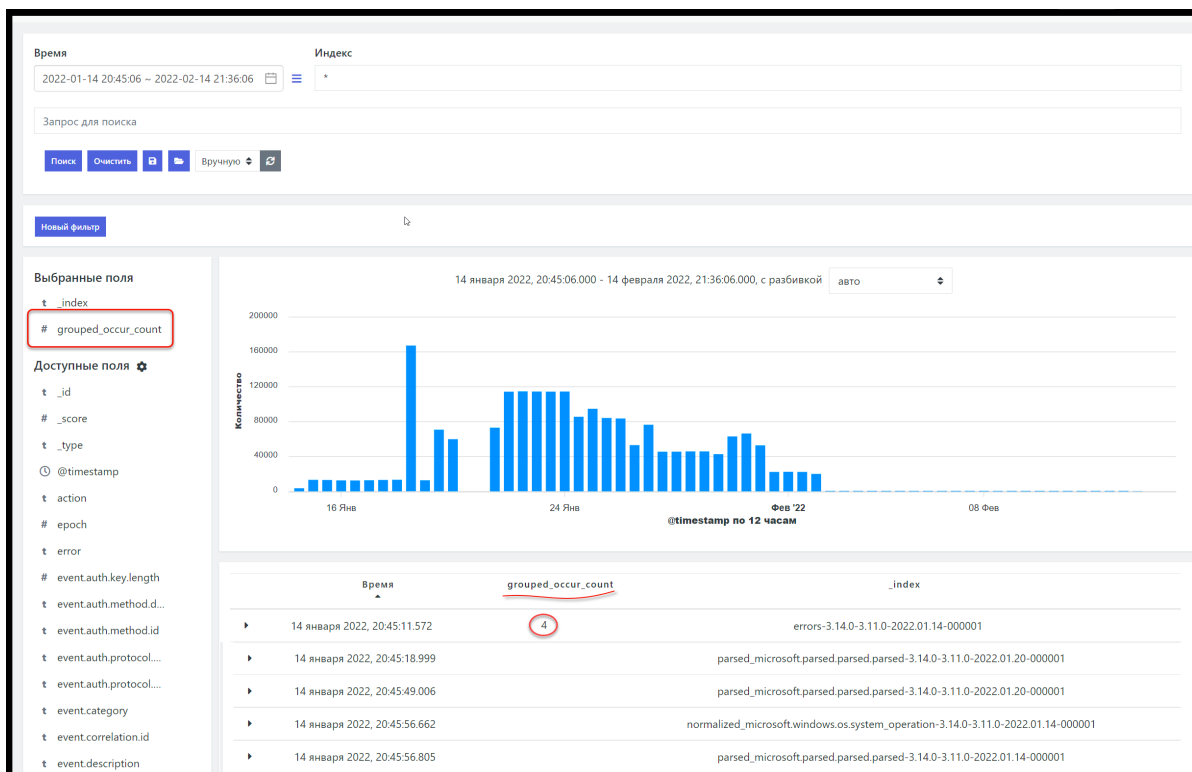 Время
Индекс
2022-01-14 20:45:06 ~ 2022-02-14 21:36:06
*
Запрос для поиска
Поиск Очистить Вручную
Новый фильтр
Выбранные поля
t _index
# grouped_occur_count
Доступные поля
t _id
# _score
t _type
@timestamp
t action
# epoch
t error
# event.auth.key.length
t event.auth.method.d...
t event.auth.method.id
t event.auth.protocol....
t event.auth.protocol....
t event.category
t event.correlation.id
t event.description
14 января 2022, 20:45:06.000 - 14 февраля 2022, 21:36:06.000, с разбивкой авто
Количество
200000
160000
120000
80000
40000
0
16 Янв 24 Янв Фев '22 08 Фев
@timestamp по 12 часам
Время grouped_occur_count _index
14 января 2022, 20:45:11.572 4 errors-3.14.0-3.11.0-2022.01.14-000001
14 января 2022, 20:45:18.999 parsed_microsoft.parsed.parsed.parsed-3.14.0-3.11.0-2022.01.20-000001
14 января 2022, 20:45:49.006 parsed_microsoft.parsed.parsed.parsed-3.14.0-3.11.0-2022.01.20-000001
14 января 2022, 20:45:56.662 normalized_microsoft.windows.os.system_operation-3.14.0-3.11.0-2022.01.14-000001
14 января 2022, 20:45:56.805 parsed_microsoft.parsed.parsed.parsed-3.14.0-3.11.0-2022.01.14-000001